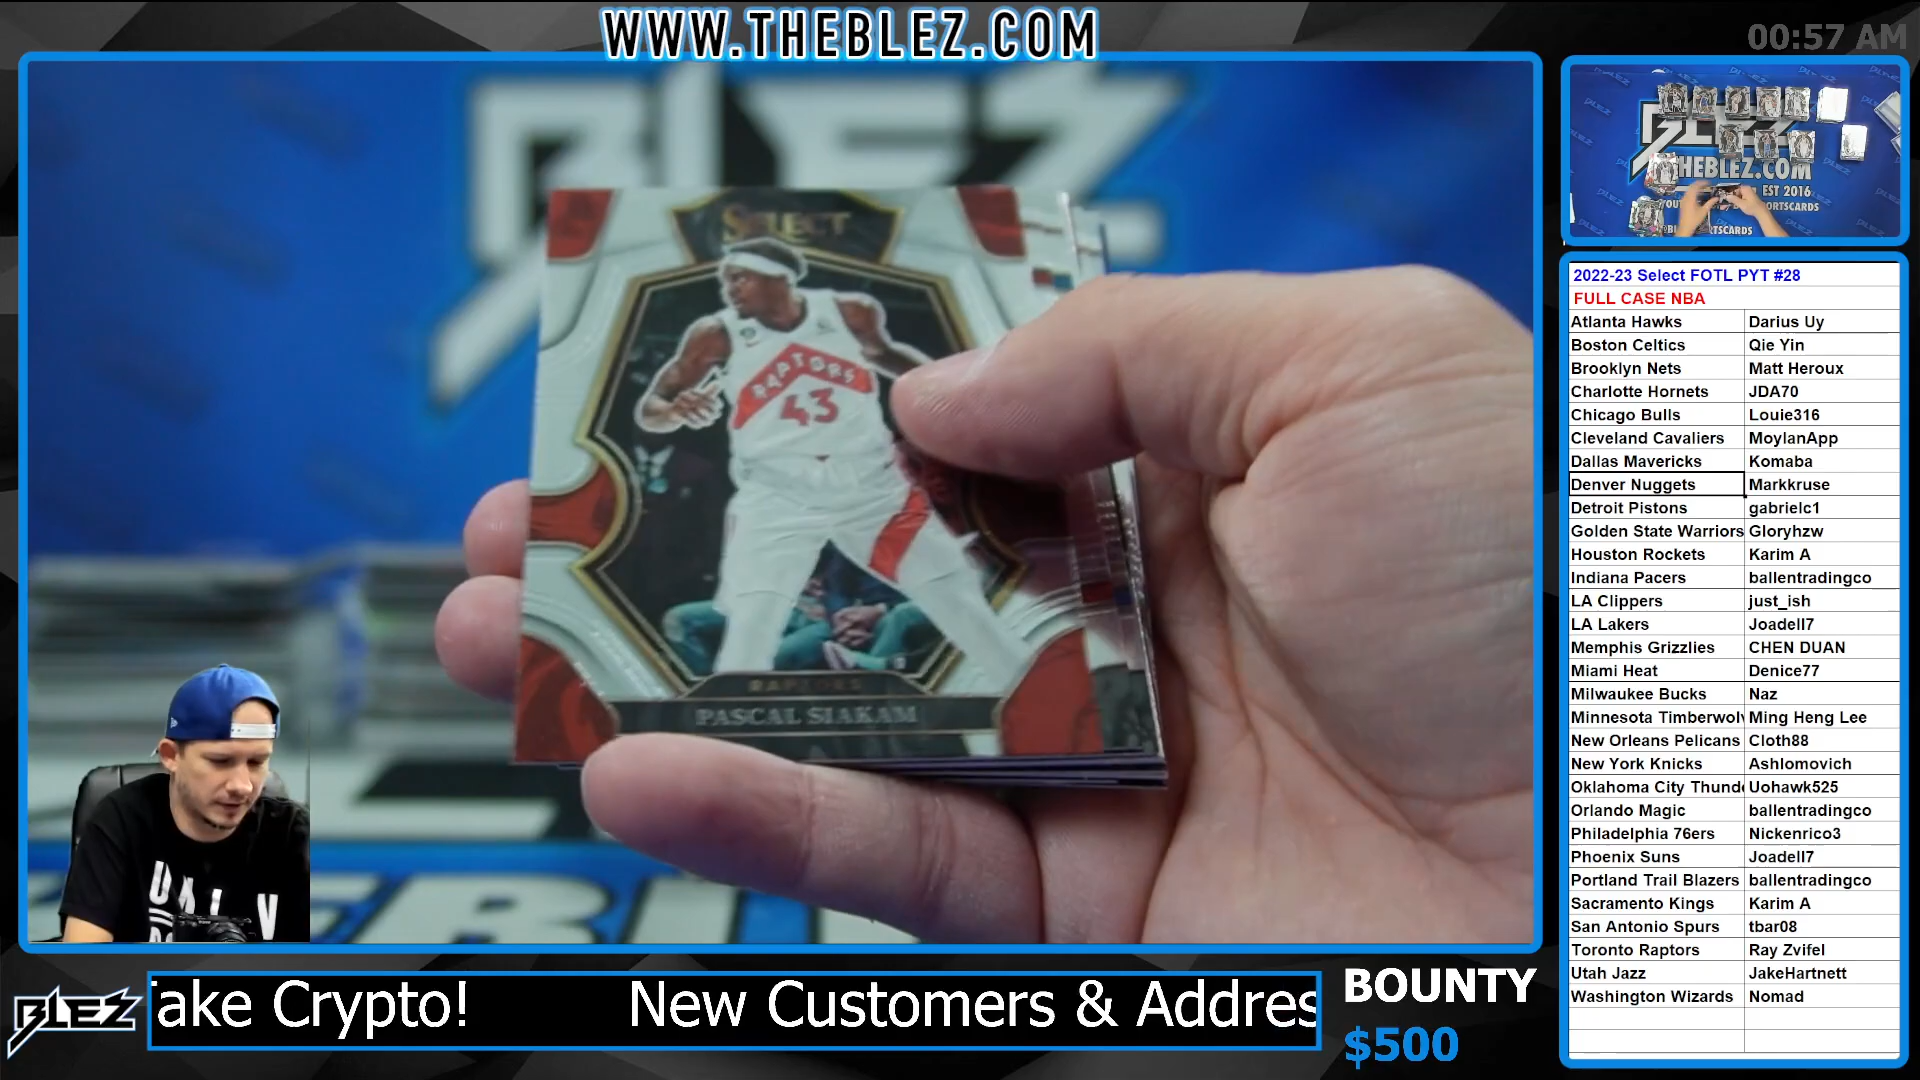 WWW.THEBLEZ.COM
00:57 AM
BLEZ
SELECT
RAPTORS
43
RAPTORS
PASCAL SIAKAM
BLEZ
THEBLEZ.COM
EST 2016
2022-23 Select FOTL PYT #28
FULL CASE NBA
Atlanta Hawks Darius Uy
Boston Celtics Qie Yin
Brooklyn Nets Matt Heroux
Charlotte Hornets JDA70
Chicago Bulls Louie316
Cleveland Cavaliers MoylanApp
Dallas Mavericks Komaba
Denver Nuggets Markkruse
Detroit Pistons gabrielc1
Golden State Warriors Gloryhzw
Houston Rockets Karim A
Indiana Pacers ballentradingco
LA Clippers just_ish
LA Lakers Joadell7
Memphis Grizzlies CHEN DUAN
Miami Heat Denice77
Milwaukee Bucks Naz
Minnesota Timberwolv Ming Heng Lee
New Orleans Pelicans Cloth88
New York Knicks Ashlomovich
Oklahoma City Thund Uohawk525
Orlando Magic ballentradingco
Philadelphia 76ers Nickenrico3
Phoenix Suns Joadell7
Portland Trail Blazers ballentradingco
Sacramento Kings Karim A
San Antonio Spurs tbar08
Toronto Raptors Ray Zvifel
Utah Jazz JakeHartnett
Washington Wizards Nomad
BLEZ
ake Crypto! New Customers & Addres
BOUNTY
$500